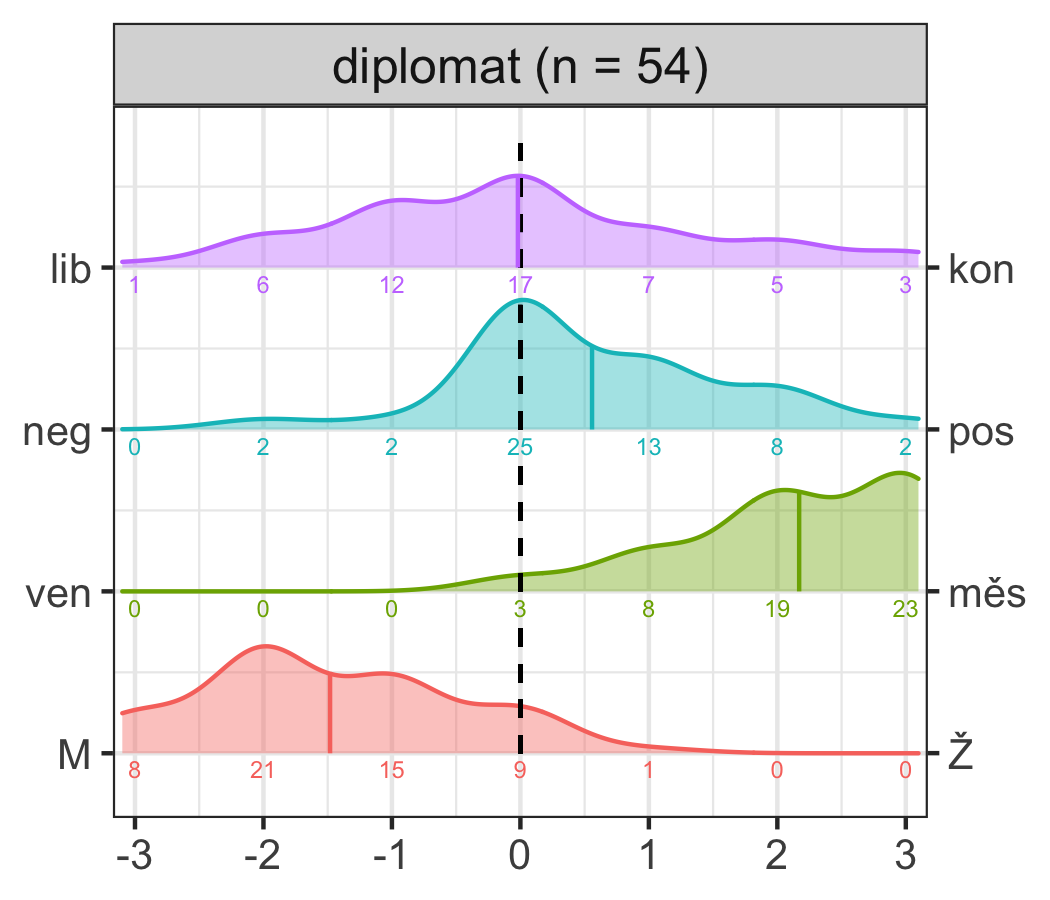 diplomat (n = 54)
lib kon
1 6 12 17 7 5 3
neg pos
0 2 2 25 13 8 2
ven měs
0 0 0 3 8 19 23
M Ž
8 21 15 9 1 0 0
-3 -2 -1 0 1 2 3